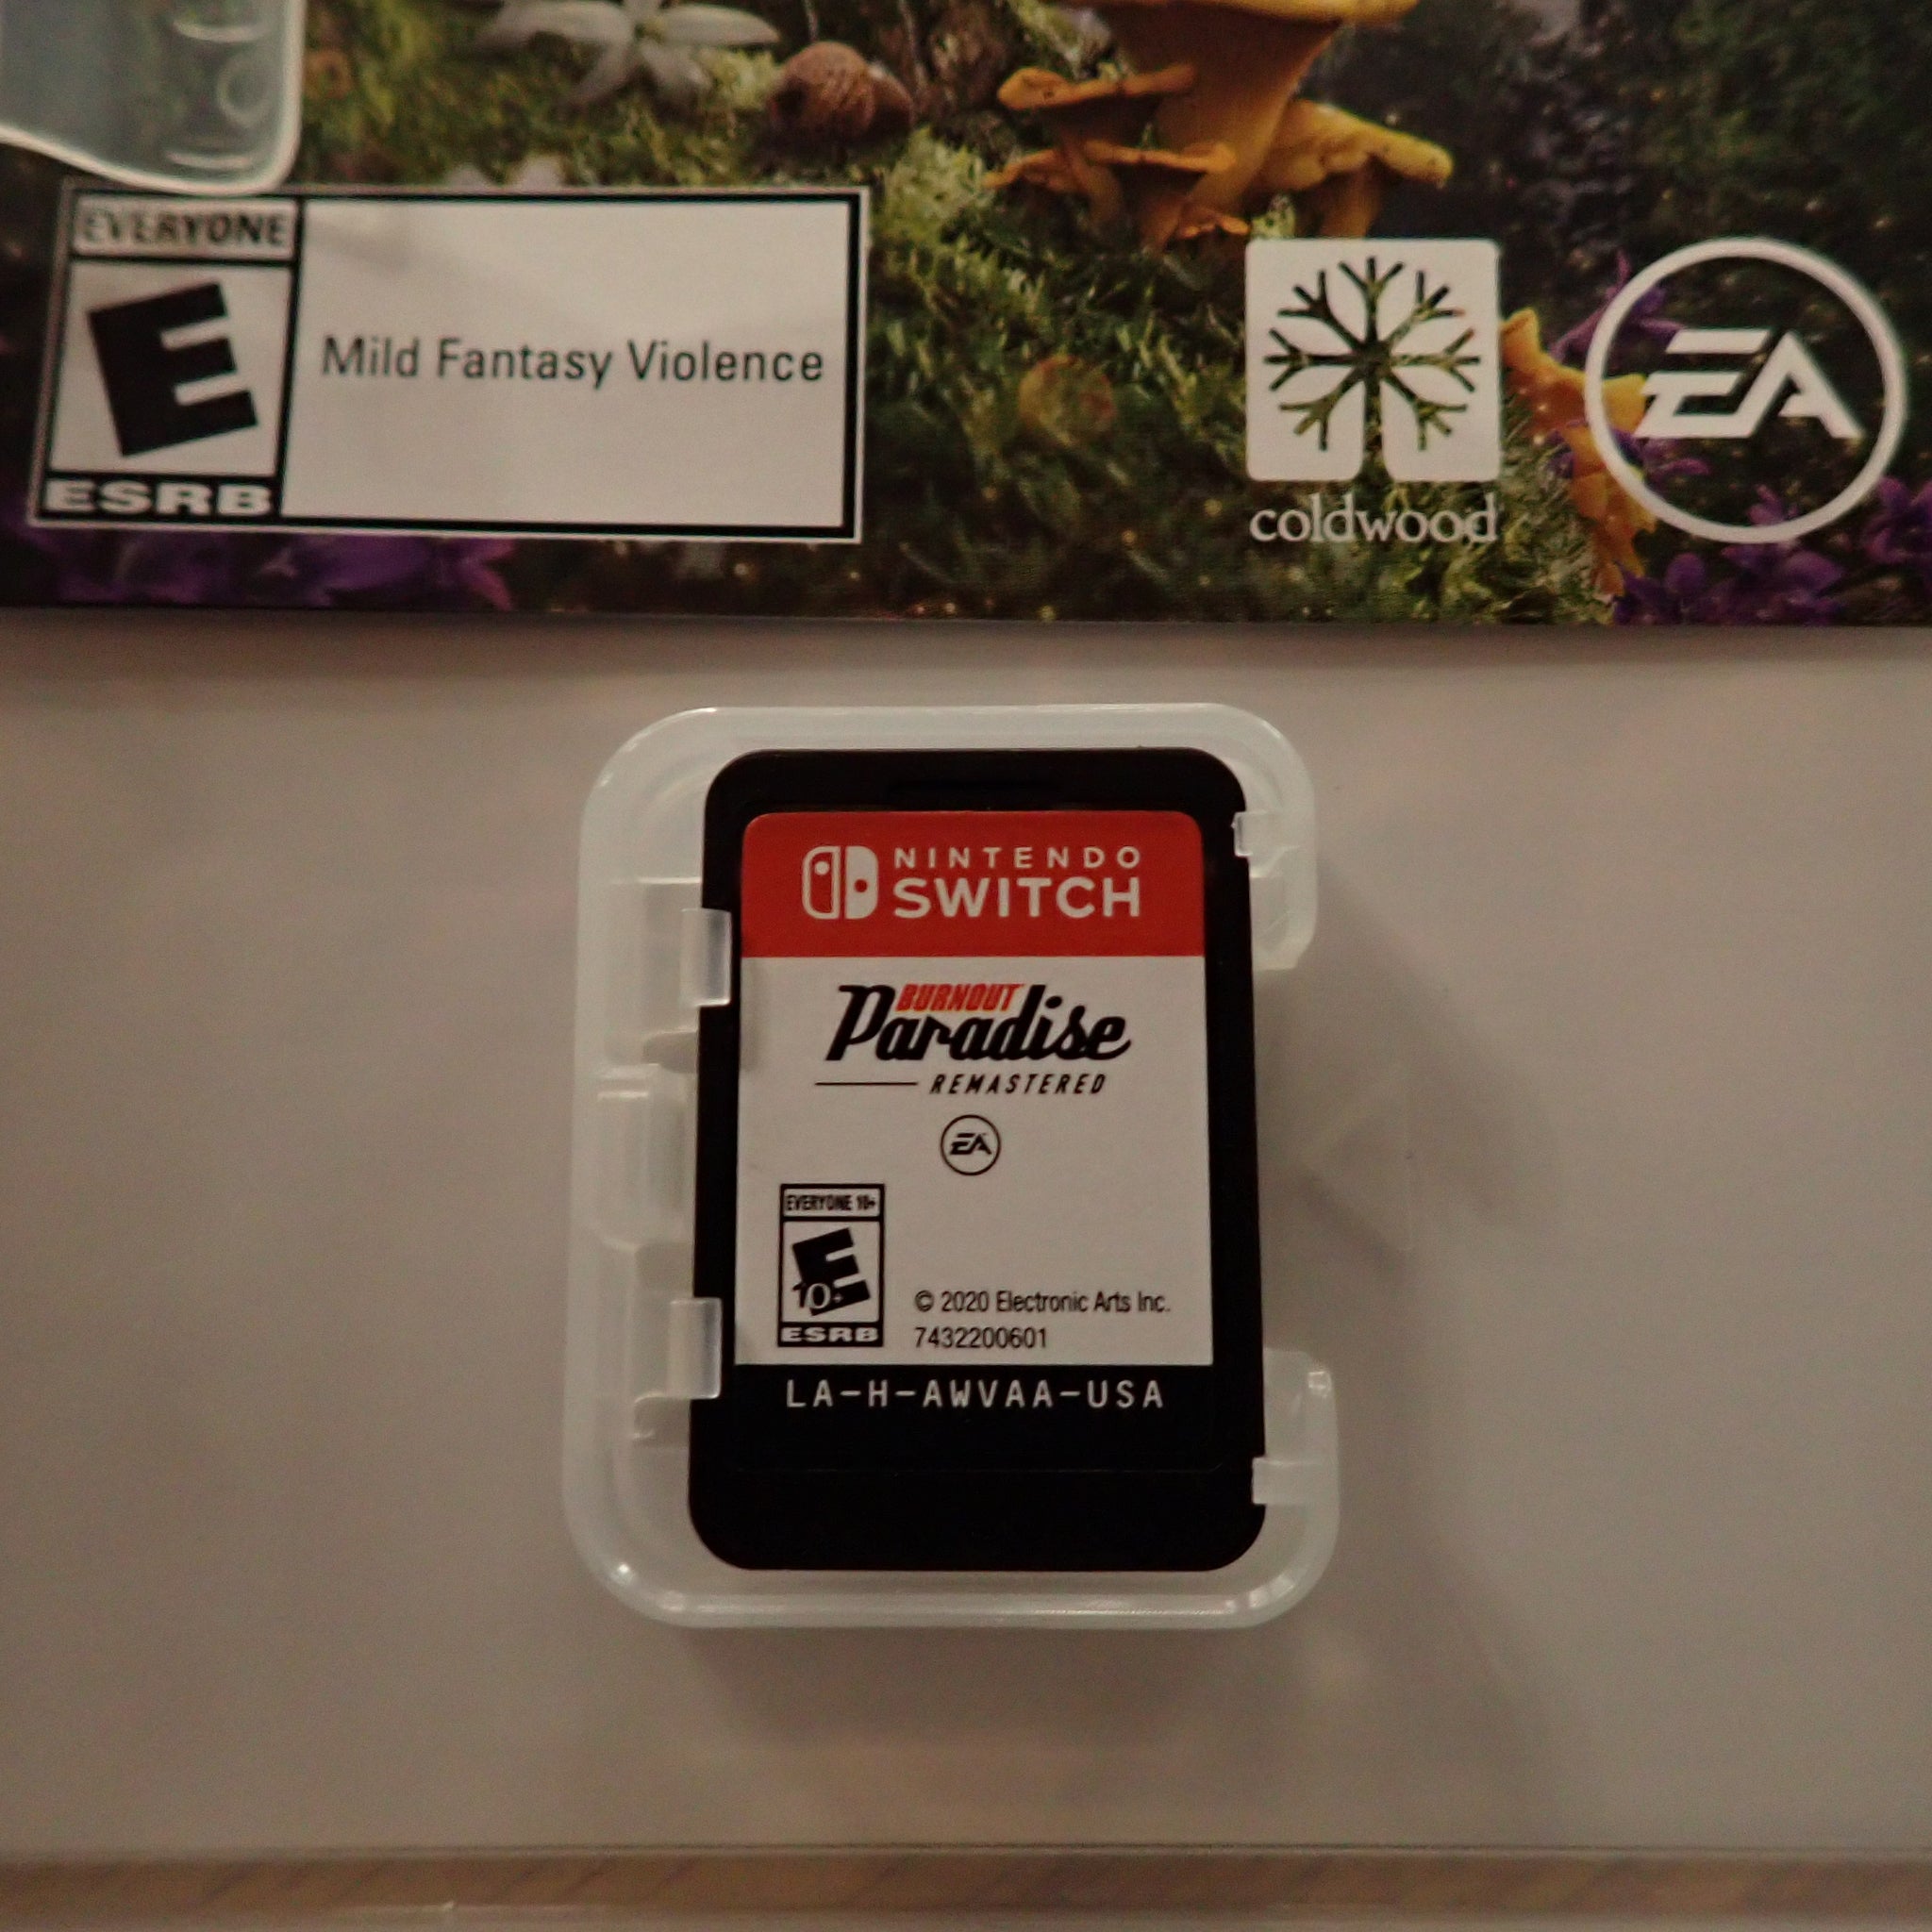 EVERYONE
E
ESRB
Mild Fantasy Violence
coldwood
EA
NINTENDO
SWITCH
BURNOUT
Paradise
REMASTERED
EA
EVERYONE 10+
E
10+
ESRB
© 2020 Electronic Arts Inc.
7432200601
LA-H-AWVAA-USA